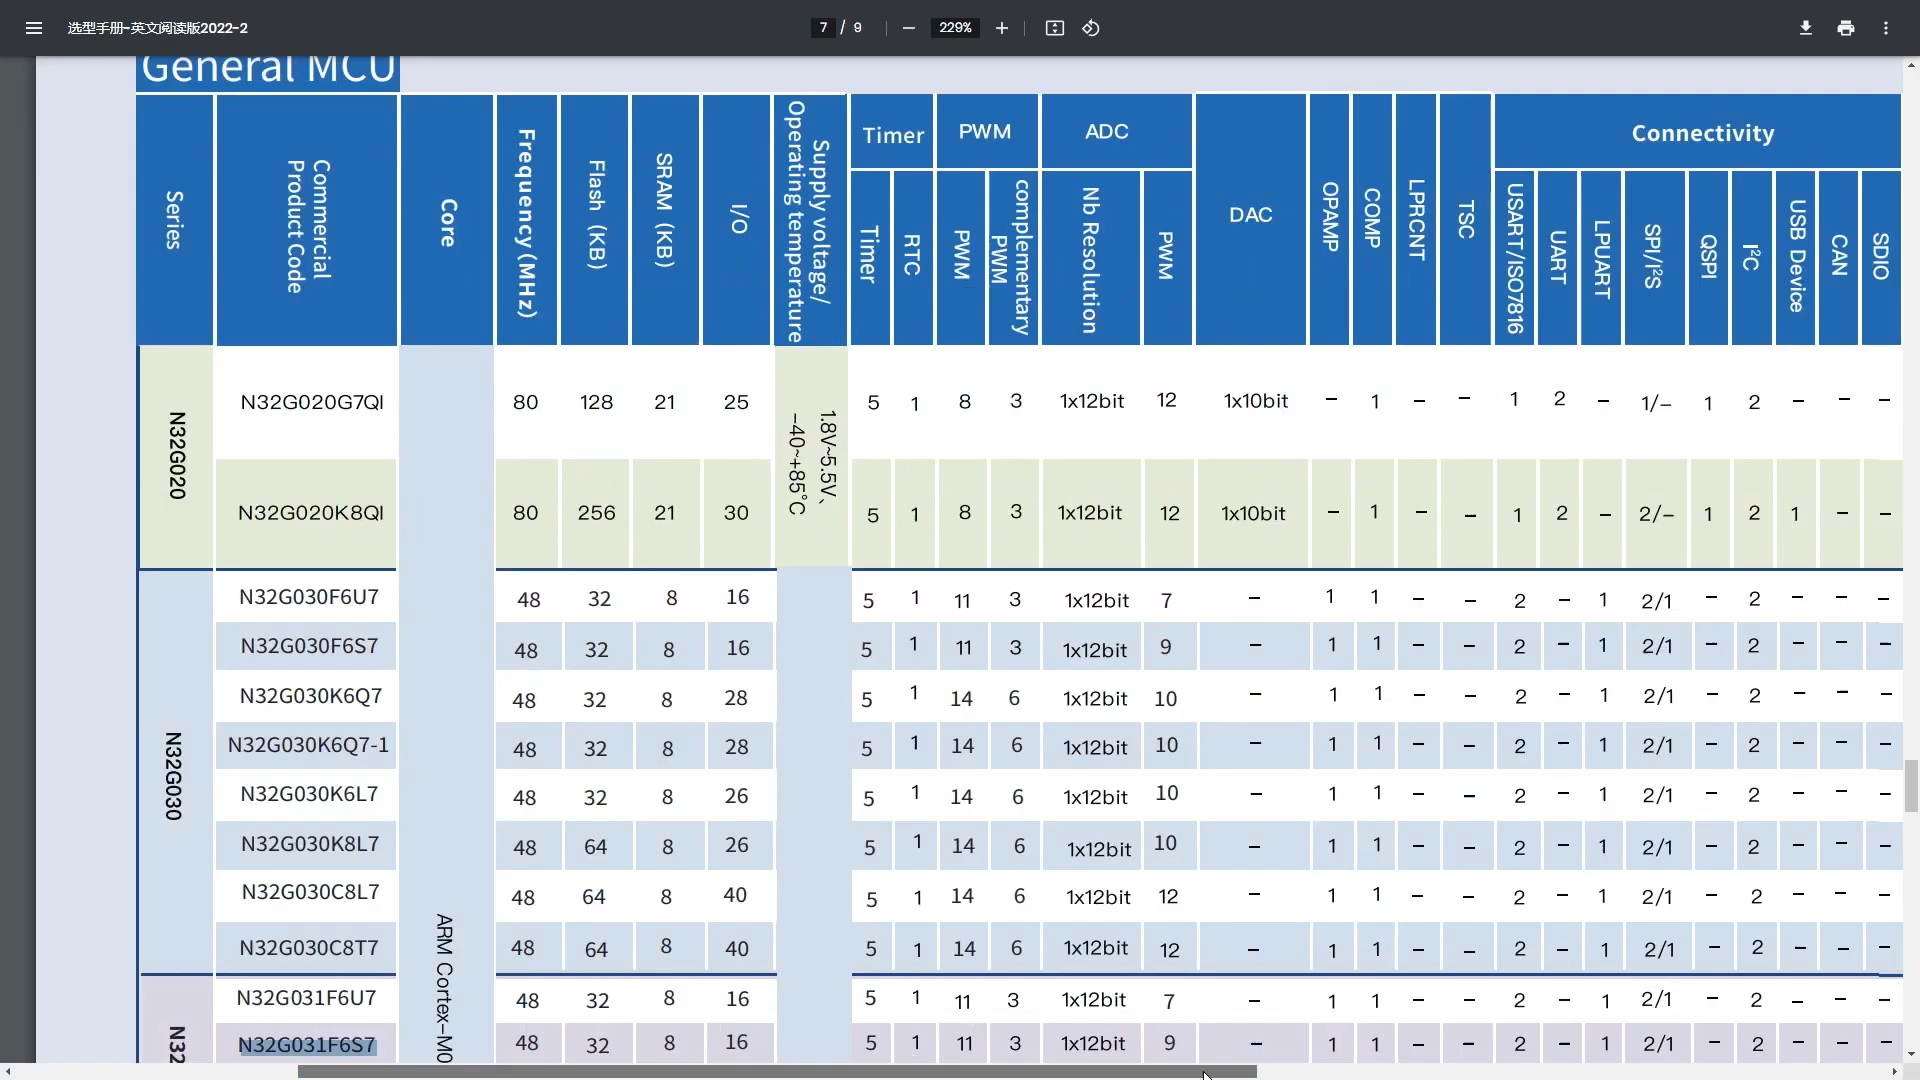 选型手册-英文阅读版2022-2
7 / 9
229%
General MCU
Series
Commercial Product Code
Core
Frequency(MHz)
Flash (KB)
SRAM (KB)
I/O
Supply voltage/ Operating temperature
Timer
PWM
ADC
DAC
OPAMP
COMP
LPRCNT
TSC
Connectivity
Timer
RTC
PWM
complementary PWM
Nb Resolution
PWM
USART/ISO7816
UART
LPUART
SPI/I²S
QSPI
I²C
USB Device
CAN
SDIO
N32G020
1.8V~5.5V、
-40~+85°C
N32G020G7QI 80 128 21 25 5 1 8 3 1x12bit 12 1x10bit - 1 - - 1 2 - 1/- 1 2 - - -
N32G020K8QI 80 256 21 30 5 1 8 3 1x12bit 12 1x10bit - 1 - - 1 2 - 2/- 1 2 1 - -
N32G030
N32G030F6U7 48 32 8 16 5 1 11 3 1x12bit 7 - 1 1 - - 2 - 1 2/1 - 2 - - -
N32G030F6S7 48 32 8 16 5 1 11 3 1x12bit 9 - 1 1 - - 2 - 1 2/1 - 2 - - -
N32G030K6Q7 48 32 8 28 5 1 14 6 1x12bit 10 - 1 1 - - 2 - 1 2/1 - 2 - - -
N32G030K6Q7-1 48 32 8 28 5 1 14 6 1x12bit 10 - 1 1 - - 2 - 1 2/1 - 2 - - -
N32G030K6L7 48 32 8 26 5 1 14 6 1x12bit 10 - 1 1 - - 2 - 1 2/1 - 2 - - -
N32G030K8L7 48 64 8 26 5 1 14 6 1x12bit 10 - 1 1 - - 2 - 1 2/1 - 2 - - -
N32G030C8L7 48 64 8 40 5 1 14 6 1x12bit 12 - 1 1 - - 2 - 1 2/1 - 2 - - -
N32G030C8T7 48 64 8 40 5 1 14 6 1x12bit 12 - 1 1 - - 2 - 1 2/1 - 2 - - -
ARM Cortex-M0
N32
N32G031F6U7 48 32 8 16 5 1 11 3 1x12bit 7 - 1 1 - - 2 - 1 2/1 - 2 - - -
N32G031F6S7 48 32 8 16 5 1 11 3 1x12bit 9 - 1 1 - - 2 - 1 2/1 - 2 - - -